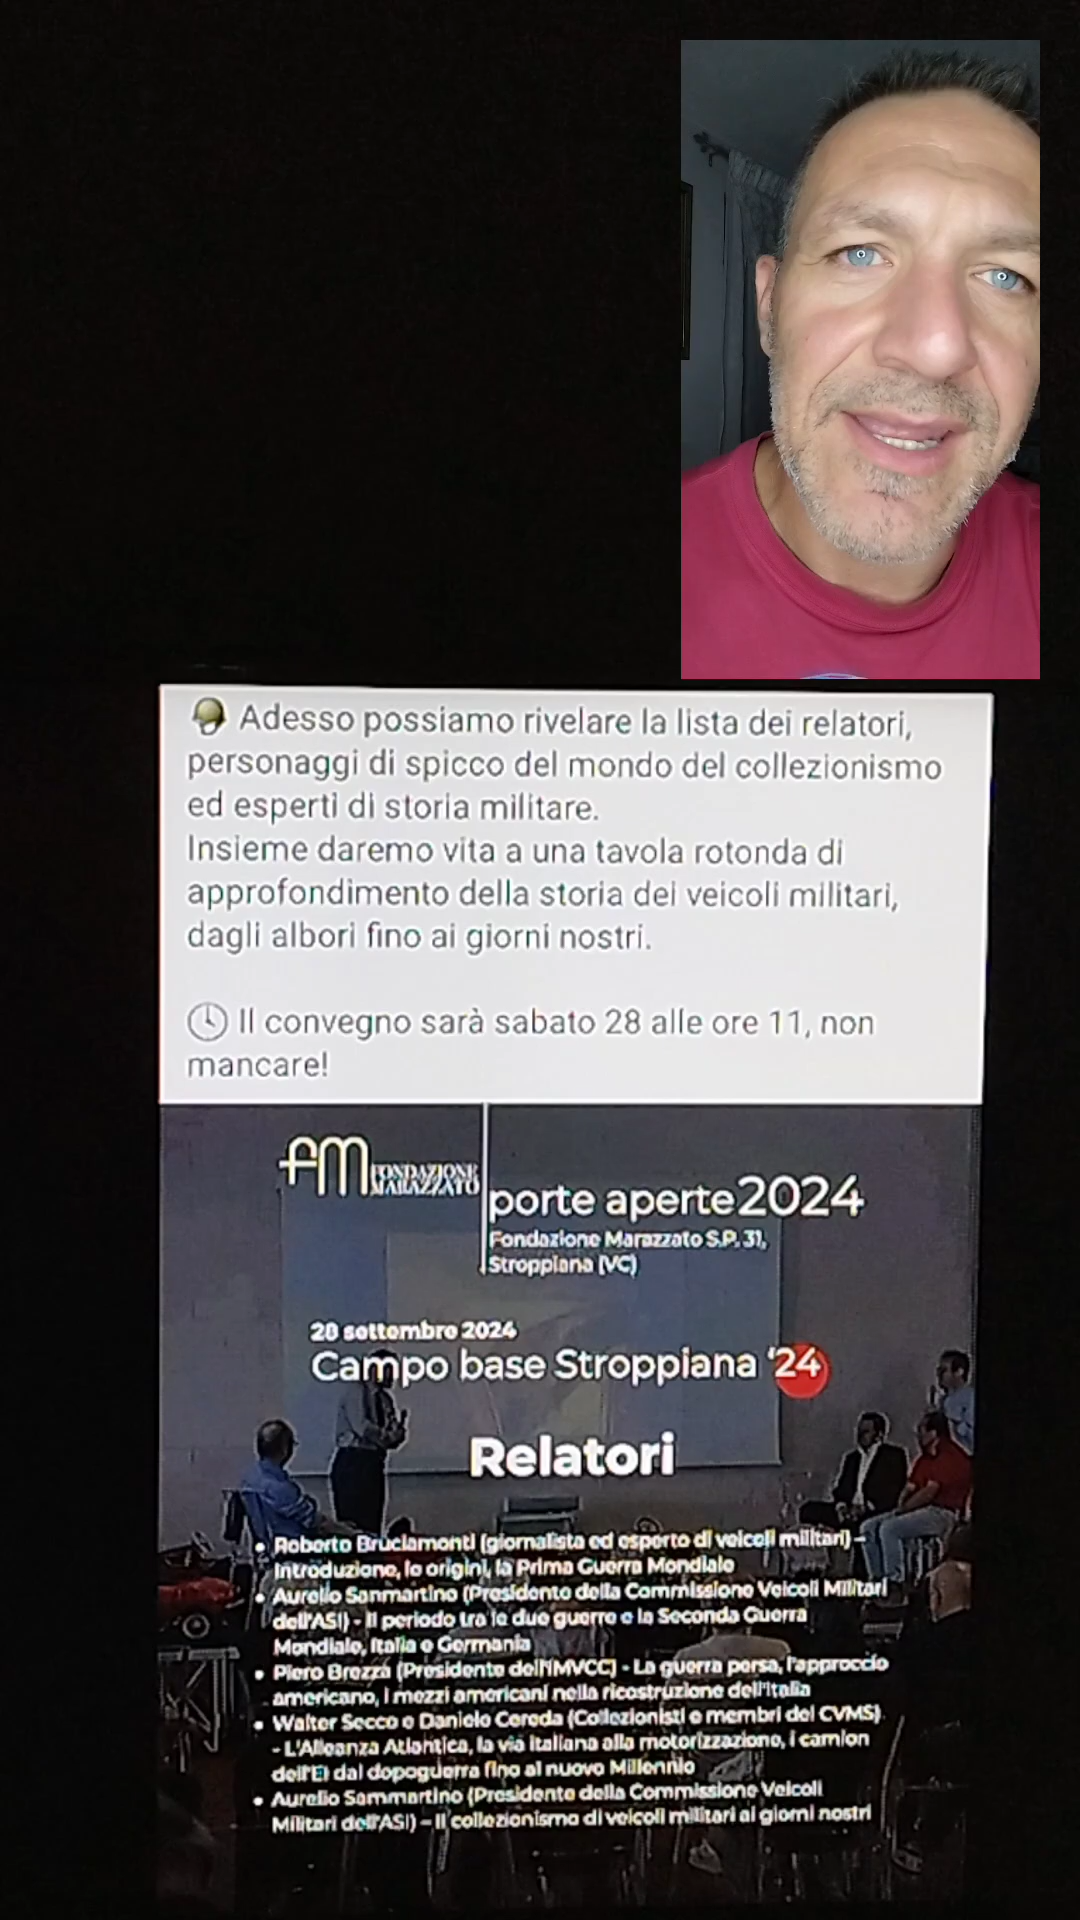 Adesso possiamo rivelare la lista dei relatori,
personaggi di spicco del mondo del collezionismo
ed esperti di storia militare.
Insieme daremo vita a una tavola rotonda di
approfondimento della storia dei veicoli militari,
dagli albori fino ai giorni nostri.
Il convegno sarà sabato 28 alle ore 11, non
mancare!
fm FONDAZIONE
MARAZZATO
porte aperte 2024
Fondazione Marazzato S.P. 31,
Stroppiana (VC)
28 settembre 2024
Campo base Stroppiana '24
Relatori
• Roberto Bruciamonti (giornalista ed esperto di veicoli militari) –
Introduzione, le origini, la Prima Guerra Mondiale
• Aurelio Sanmartino (Presidente della Commissione Veicoli Militari
dell'ASI) - Il periodo tra le due guerre e la Seconda Guerra
Mondiale, Italia e Germania
• Piero Brezza (Presidente dell'IMVCC) - La guerra persa, l'approccio
americano, i mezzi americani nella ricostruzione dell'Italia
• Walter Secco e Daniele Cereda (Collezionisti e membri del CVMS)
- L'Alleanza Atlantica, la via italiana alla motorizzazione, i camion
dell'EI dal dopoguerra fino al nuovo Millennio
• Aurelio Sammartino (Presidente della Commissione Veicoli
Militari dell'ASI) – Il collezionismo di veicoli militari ai giorni nostri